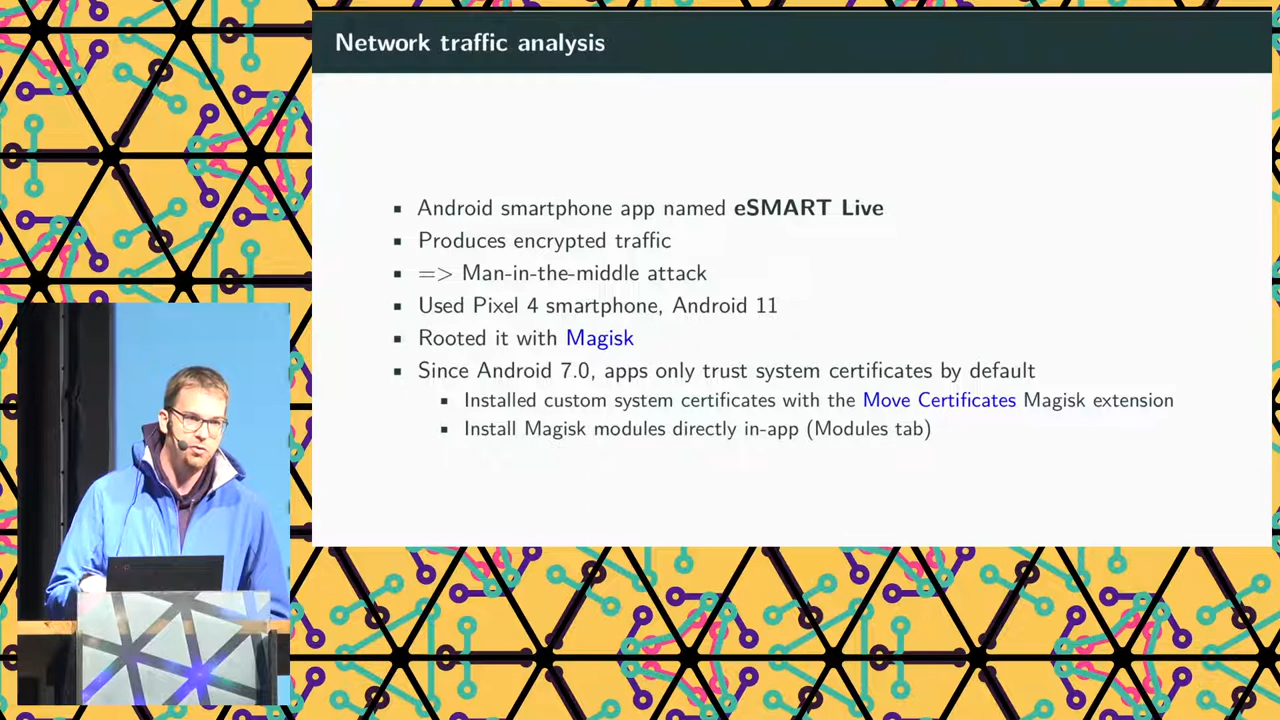 Network traffic analysis
Android smartphone app named eSMART Live
Produces encrypted traffic
=> Man-in-the-middle attack
Used Pixel 4 smartphone, Android 11
Rooted it with Magisk
Since Android 7.0, apps only trust system certificates by default
Installed custom system certificates with the Move Certificates Magisk extension
Install Magisk modules directly in-app (Modules tab)